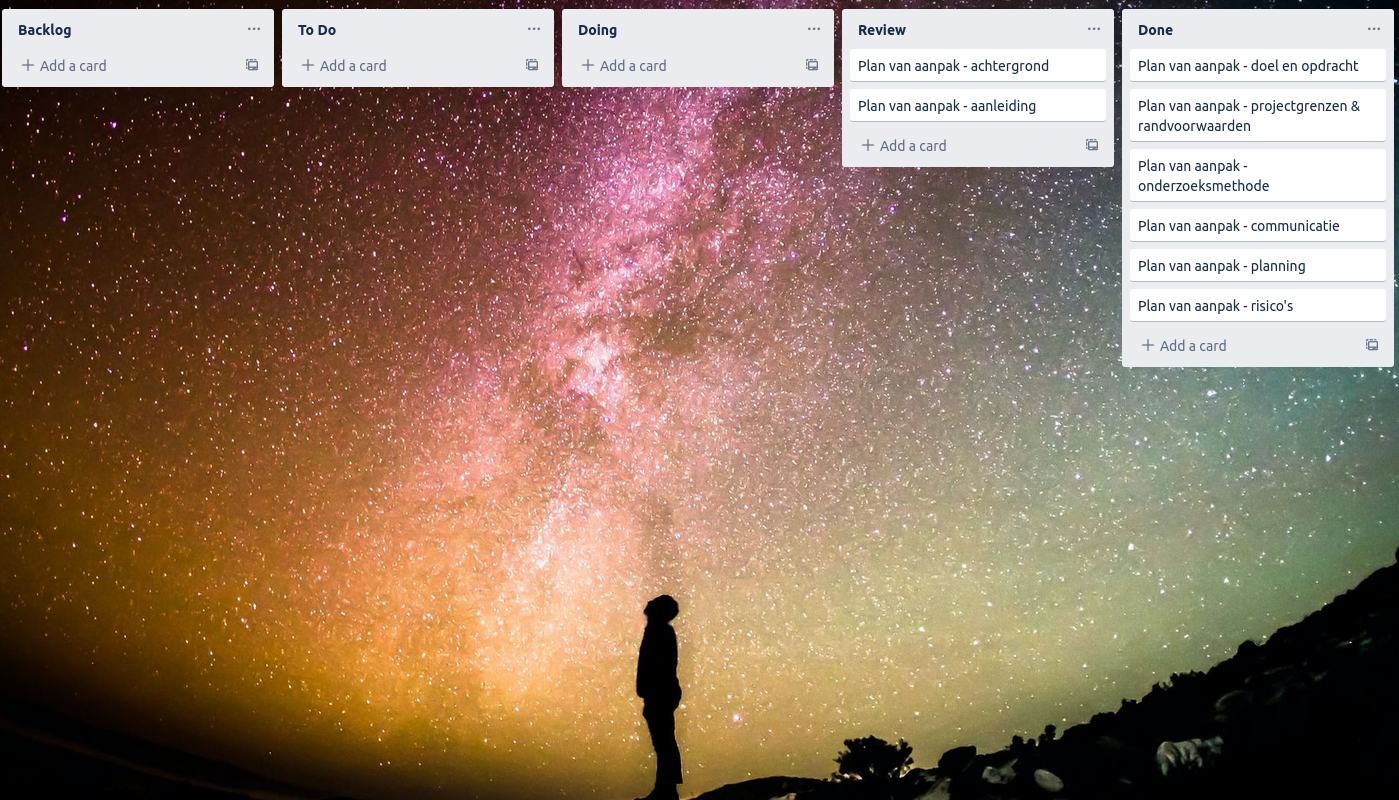 Backlog
Add a card
To Do
Add a card
Doing
Add a card
Review
Plan van aanpak - achtergrond
Plan van aanpak - aanleiding
Add a card
Done
Plan van aanpak - doel en opdracht
Plan van aanpak - projectgrenzen &
randvoorwaarden
Plan van aanpak -
onderzoeksmethode
Plan van aanpak - communicatie
Plan van aanpak - planning
Plan van aanpak - risico's
Add a card